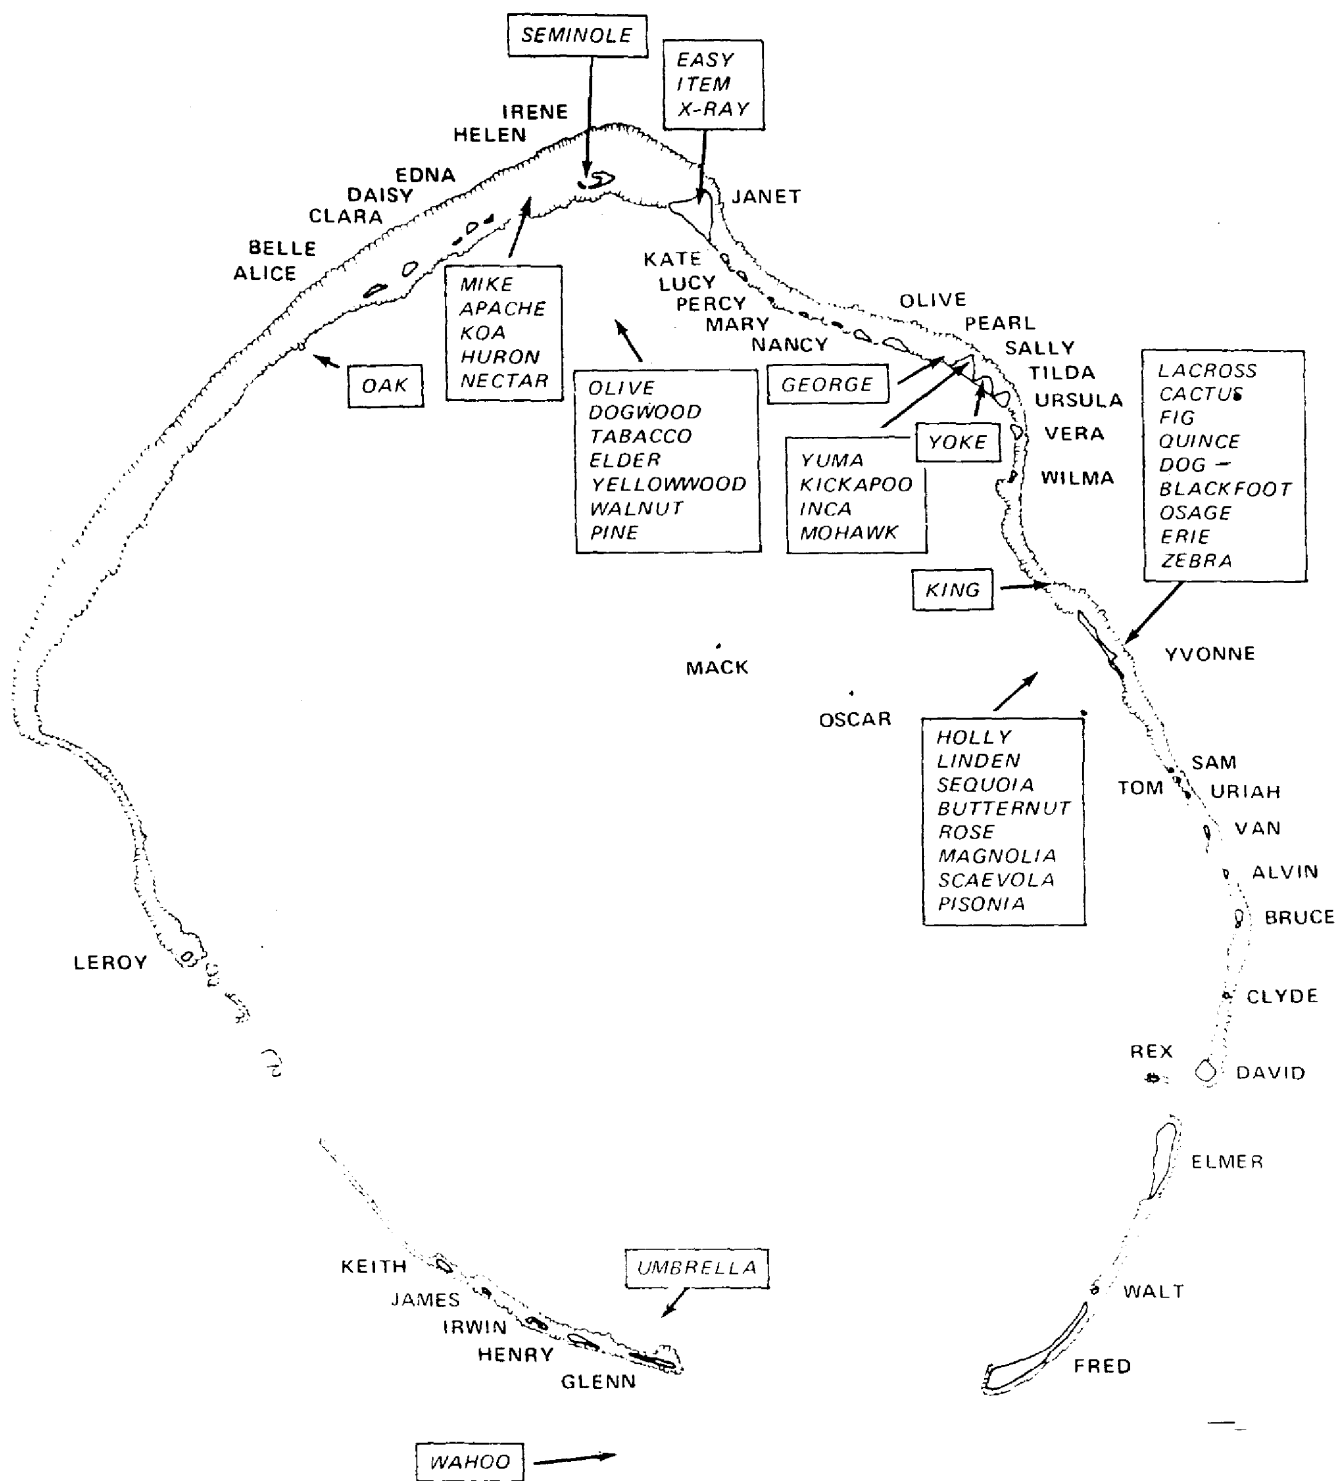 SEMINOLE
EASY
ITEM
X-RAY
IRENE
HELEN
EDNA
DAISY
CLARA
BELLE
ALICE
JANET
KATE
LUCY
PERCY
MARY
NANCY
OLIVE
PEARL
SALLY
TILDA
URSULA
VERA
WILMA
MIKE
APACHE
KOA
HURON
NECTAR
OAK
OLIVE
DOGWOOD
TABACCO
ELDER
YELLOWWOOD
WALNUT
PINE
GEORGE
YUMA
KICKAPOO
INCA
MOHAWK
YOKE
LACROSS
CACTUS
FIG
QUINCE
DOG –
BLACKFOOT
OSAGE
ERIE
ZEBRA
KING
YVONNE
MACK
OSCAR
HOLLY
LINDEN
SEQUOIA
BUTTERNUT
ROSE
MAGNOLIA
SCAEVOLA
PISONIA
SAM
TOM
URIAH
VAN
ALVIN
BRUCE
LEROY
CLYDE
REX
DAVID
ELMER
KEITH
UMBRELLA
JAMES
WALT
IRWIN
HENRY
GLENN
FRED
WAHOO